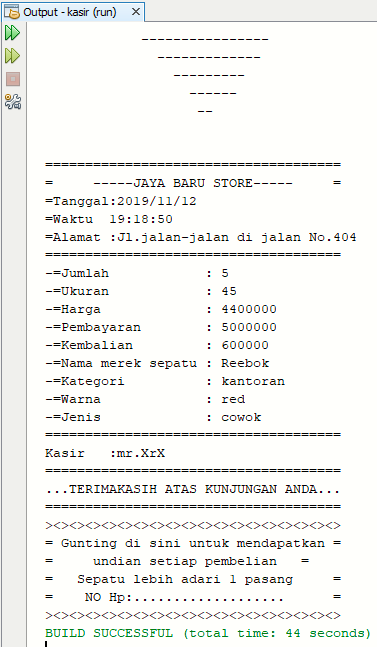 Output - kasir (run)
----------------
-------------
---------
------
--
=====================================
=     -----JAYA BARU STORE-----     =
=Tanggal:2019/11/12
=Waktu  19:18:50
=Alamat :Jl.jalan-jalan di jalan No.404
=====================================
-=Jumlah            : 5
-=Ukuran            : 45
-=Harga             : 4400000
-=Pembayaran        : 5000000
-=Kembalian         : 600000
-=Nama merek sepatu : Reebok
-=Kategori          : kantoran
-=Warna             : red
-=Jenis             : cowok
=====================================
Kasir   :mr.XrX
=====================================
...TERIMAKASIH ATAS KUNJUNGAN ANDA...
=====================================
><><><><><><><><><><><><><><><><><><>
= Gunting di sini untuk mendapatkan =
=     undian setiap pembelian   =
=   Sepatu lebih adari 1 pasang     =
=    NO Hp:...................      =
><><><><><><><><><><><><><><><><><><>
BUILD SUCCESSFUL (total time: 44 seconds)